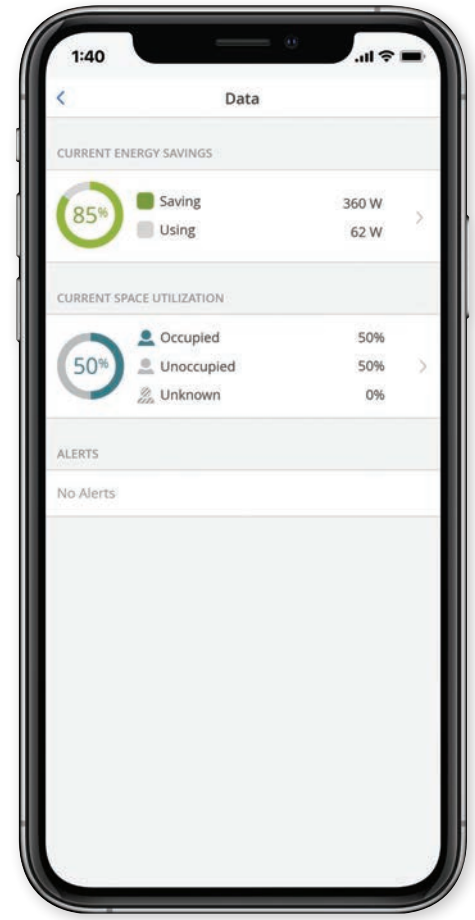 1:40
Data
CURRENT ENERGY SAVINGS
85%
Saving 360 W
Using 62 W
CURRENT SPACE UTILIZATION
50%
Occupied 50%
Unoccupied 50%
Unknown 0%
ALERTS
No Alerts